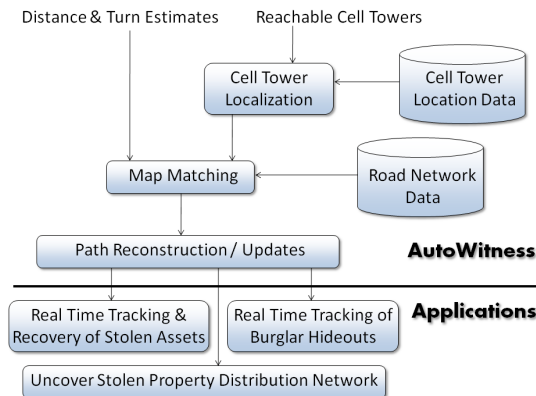 Distance & Turn Estimates
Reachable Cell Towers
Cell Tower
Localization
Cell Tower
Location Data
Map Matching
Road Network
Data
Path Reconstruction / Updates
AutoWitness
Applications
Real Time Tracking &
Recovery of Stolen Assets
Real Time Tracking of
Burglar Hideouts
Uncover Stolen Property Distribution Network